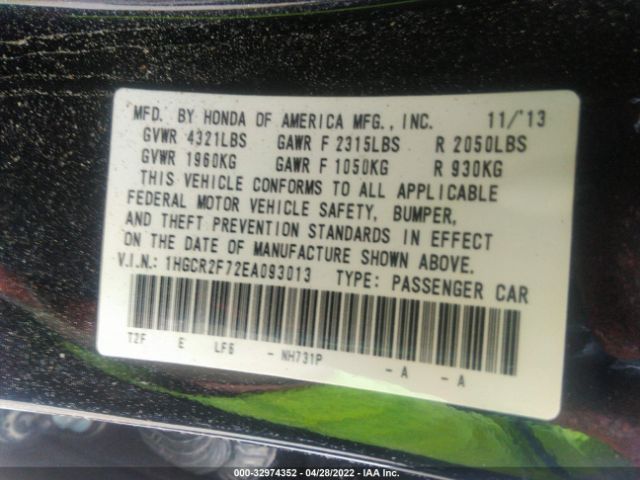 MFD. BY HONDA OF AMERICA MFG., INC. 11/'13
GVWR 4321LBS GAWR F 2315LBS R 2050LBS
GVWR 1960KG GAWR F 1050KG R 930KG
THIS VEHICLE CONFORMS TO ALL APPLICABLE
FEDERAL MOTOR VEHICLE SAFETY, BUMPER,
AND THEFT PREVENTION STANDARDS IN EFFECT
ON THE DATE OF MANUFACTURE SHOWN ABOVE.
V.I.N.: 1HGCR2F72EA093013 TYPE: PASSENGER CAR
T2F E LF6 - NH731P - A - A
000-32974352 - 04/28/2022 - IAA Inc.